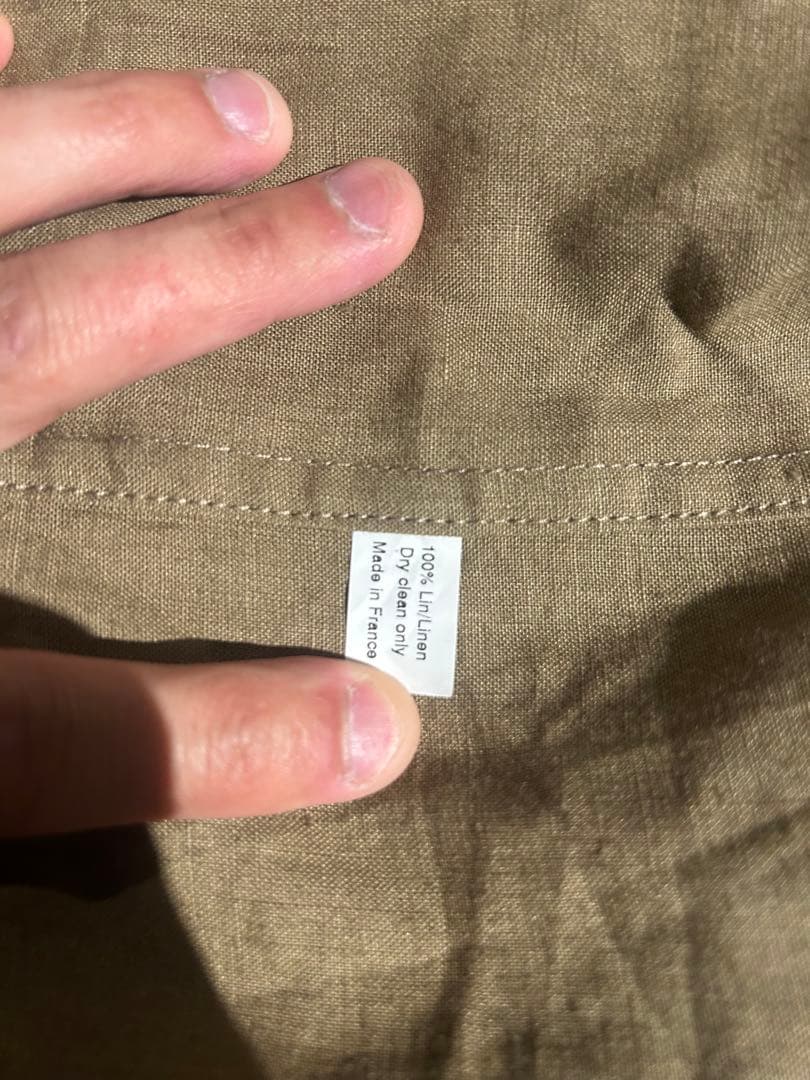 100% Lin/Linen
Dry clean only
Made in France